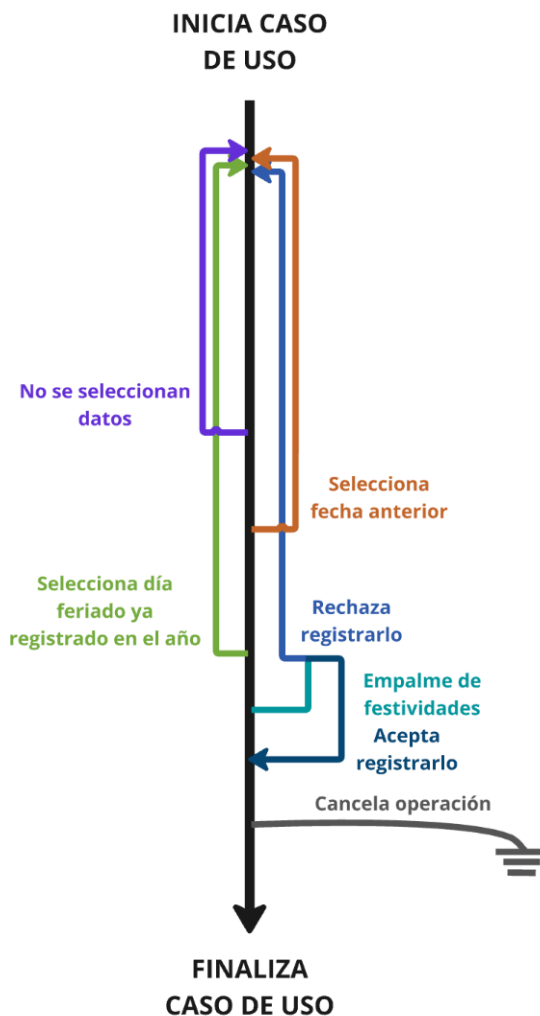 INICIA CASO
DE USO
No se seleccionan
datos
Selecciona
fecha anterior
Selecciona día
feriado ya
registrado en el año
Rechaza
registrarlo
Empalme de
festividades
Acepta
registrarlo
Cancela operación
FINALIZA
CASO DE USO